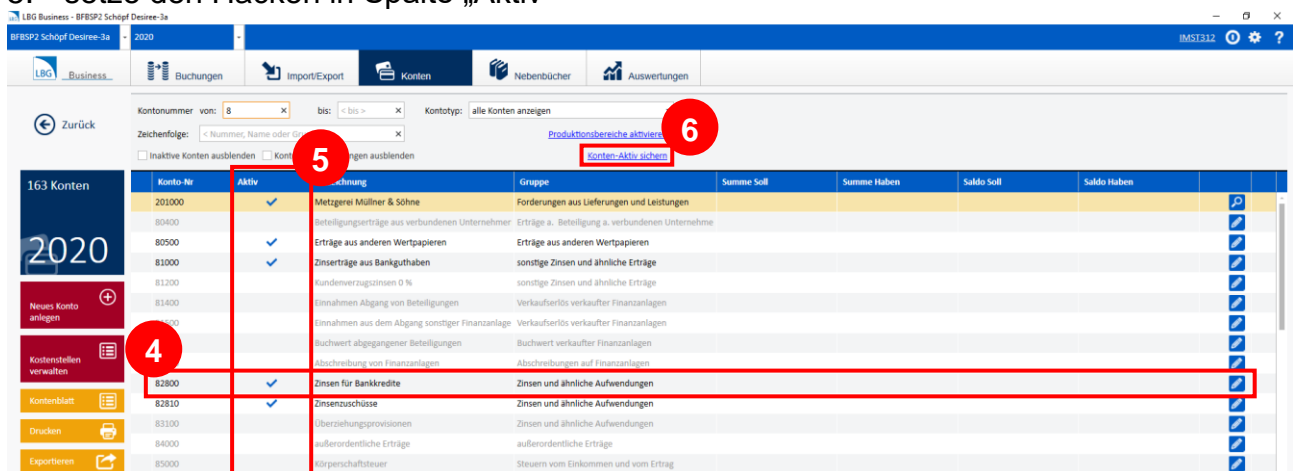 setze den Hacken in Spalte „Aktiv
LBG Business - BFBSP2 Schöpf Desiree-3a
BFBSP2 Schöpf Desiree-3a 2020 IMST312 ?
LBG Business Buchungen Import/Export Konten Nebenbücher Auswertungen
Zurück
Kontonummer von: 8 × bis: < bis > × Kontotyp: alle Konten anzeigen
Zeichenfolge: < Nummer, Name oder × Produktionsbereiche aktivieren
6
Inaktive Konten ausblenden ausblenden Konten-Aktiv sichern
5
163 Konten
2020
Konto-Nr Aktiv Gruppe Summe Soll Summe Haben Saldo Soll Saldo Haben
201000 ✓ Metzgerei Müllner & Söhne Forderungen aus Lieferungen und Leistungen
80400 Beteiligungserträge aus verbundenen Unternehmer Erträge a. Beteiligung a. verbundenen Unternehme
80500 ✓ Erträge aus anderen Wertpapieren Erträge aus anderen Wertpapieren
81000 ✓ Zinserträge aus Bankguthaben sonstige Zinsen und ähnliche Erträge
81200 Kundenverzugszinsen 0 % sonstige Zinsen und ähnliche Erträge
81400 Einnahmen Abgang von Beteiligungen Verkaufserlös verkaufter Finanzanlagen
Einnahmen aus dem Abgang sonstiger Finanzanlage Verkaufserlös verkaufter Finanzanlagen
Buchwert abgegangener Beteiligungen Buchwert verkaufter Finanzanlagen
4
Abschreibung von Finanzanlagen Abschreibungen auf Finanzanlagen
82800 ✓ Zinsen für Bankkredite Zinsen und ähnliche Aufwendungen
82810 ✓ Zinsenzuschüsse Zinsen und ähnliche Aufwendungen
83100 Überziehungsprovisionen Zinsen und ähnliche Aufwendungen
84000 außerordentliche Erträge außerordentliche Erträge
85000 Körperschaftsteuer Steuern vom Einkommen und vom Ertrag
Neues Konto
anlegen
Kostenstellen
verwalten
Kontenblatt
Drucken
Exportieren